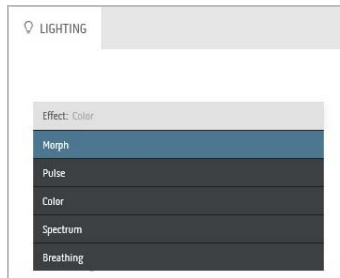 LIGHTING
Effect: Color
Morph
Pulse
Color
Spectrum
Breathing